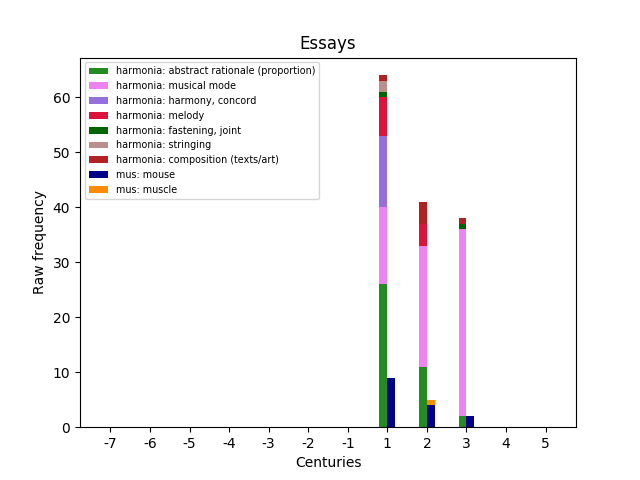 Essays
harmonia: abstract rationale (proportion)
harmonia: musical mode
harmonia: harmony, concord
harmonia: melody
harmonia: fastening, joint
harmonia: stringing
harmonia: composition (texts/art)
mus: mouse
mus: muscle
Raw frequency
60
50
40
30
20
10
0
-7 -6 -5 -4 -3 -2 -1 1 2 3 4 5
Centuries